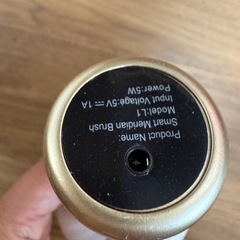 Product Name:
Smart Meridian Brush
Model:L1
Input Voltage:5V⎓1A
Power:5W